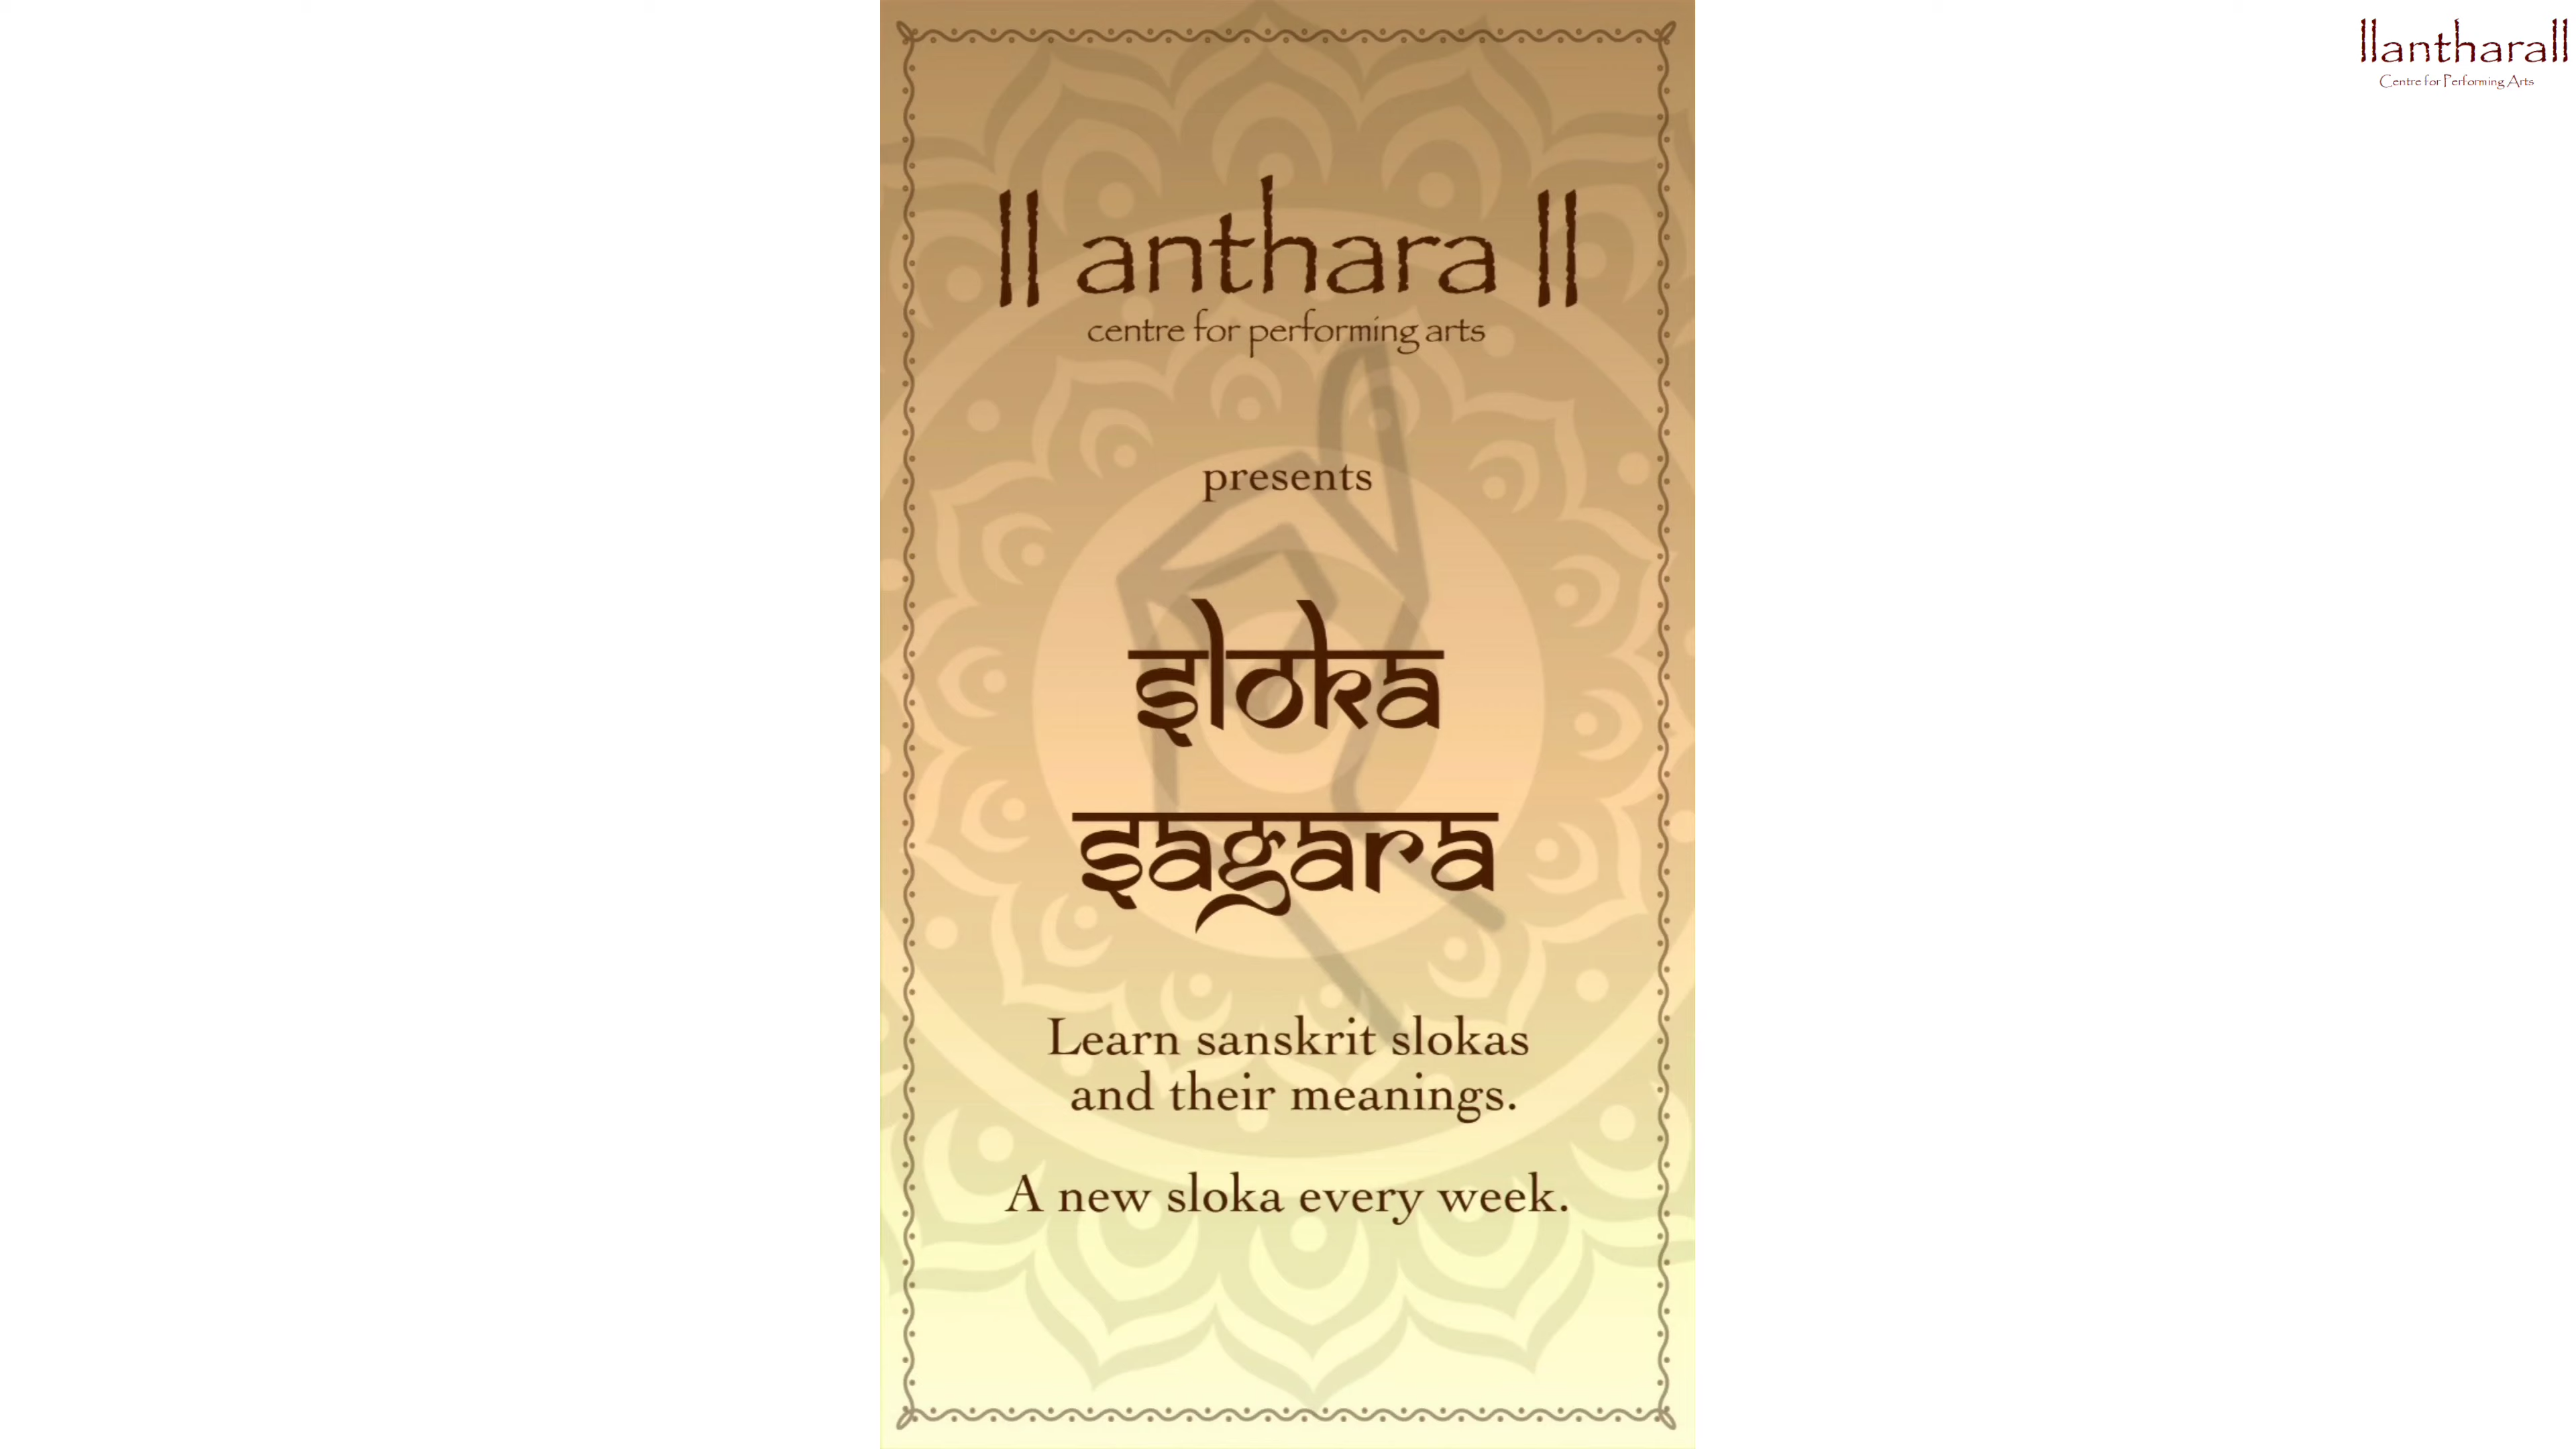 || anthara ||
centre for performing arts
presents
sloka
sagara
Learn sanskrit slokas
and their meanings.
A new sloka every week.
||anthara||
Centre for Performing Arts